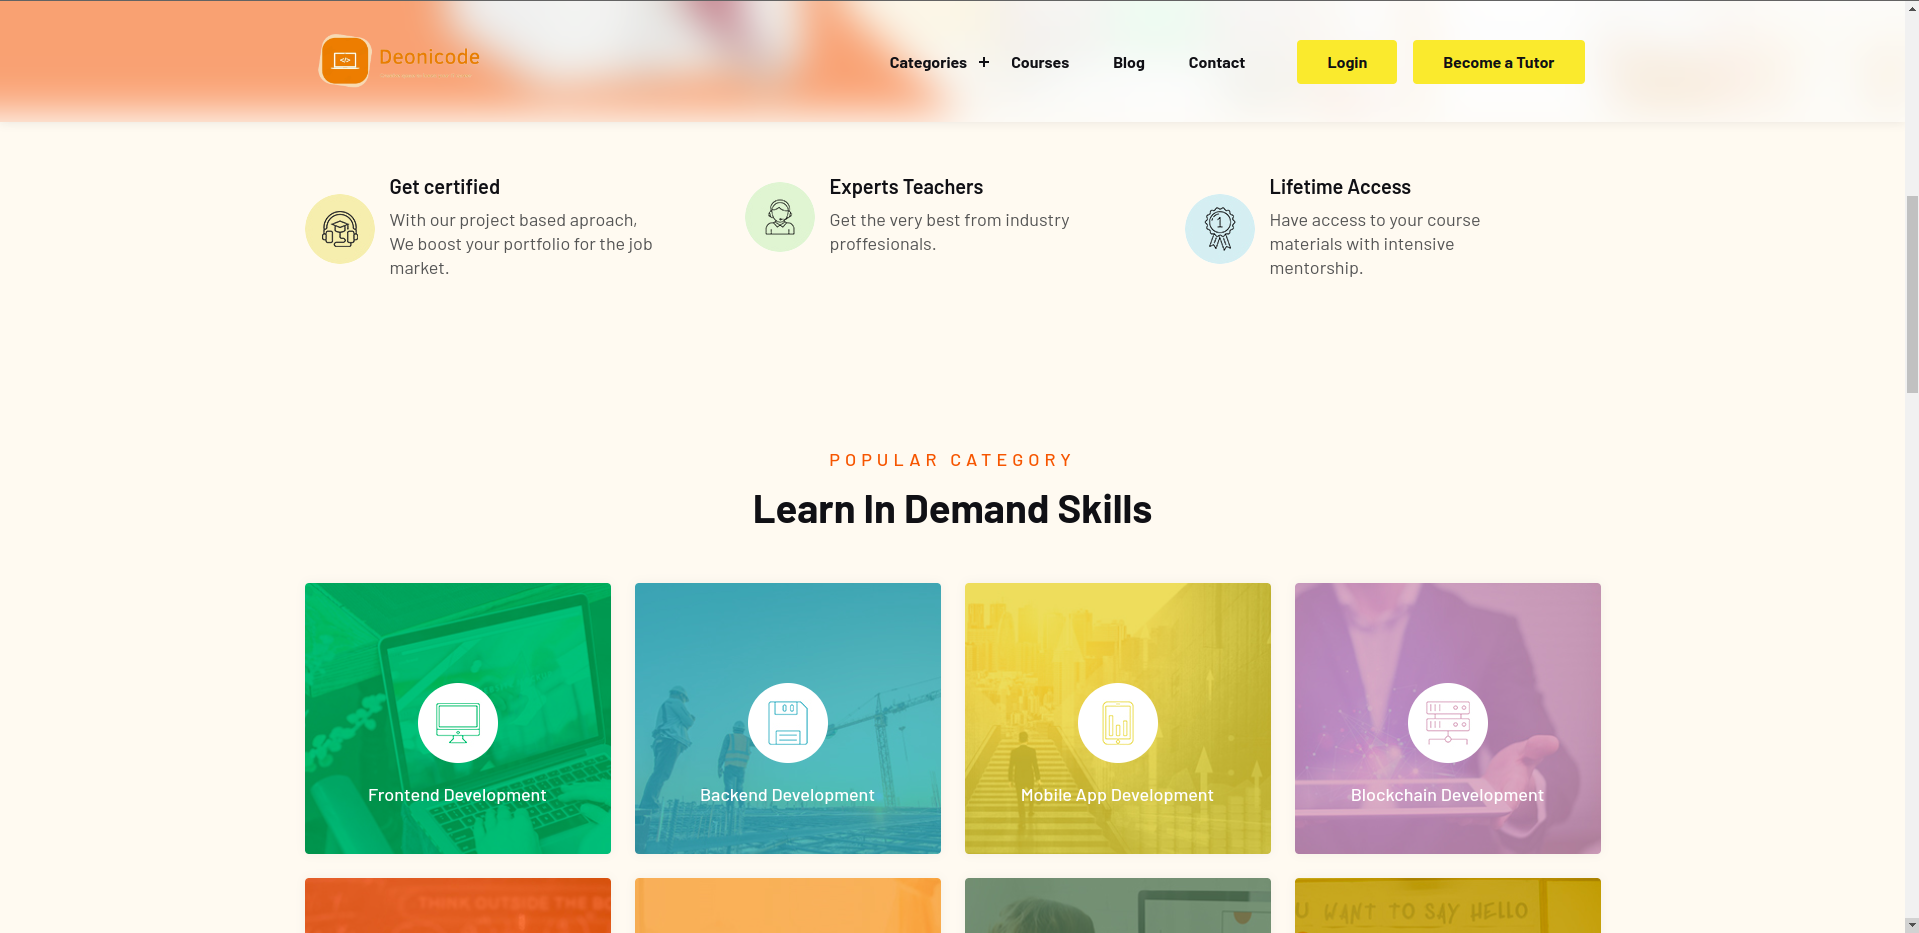 Deonicode
Categories + Courses Blog Contact Login Become a Tutor
Get certified
With our project based aproach,
We boost your portfolio for the job
market.
Experts Teachers
Get the very best from industry
proffesionals.
1
Lifetime Access
Have access to your course
materials with intensive
mentorship.
POPULAR CATEGORY
Learn In Demand Skills
Frontend Development
Backend Development
Mobile App Development
Blockchain Development
THINK OUTSIDE THE BO
U WANT TO SAY HELLO